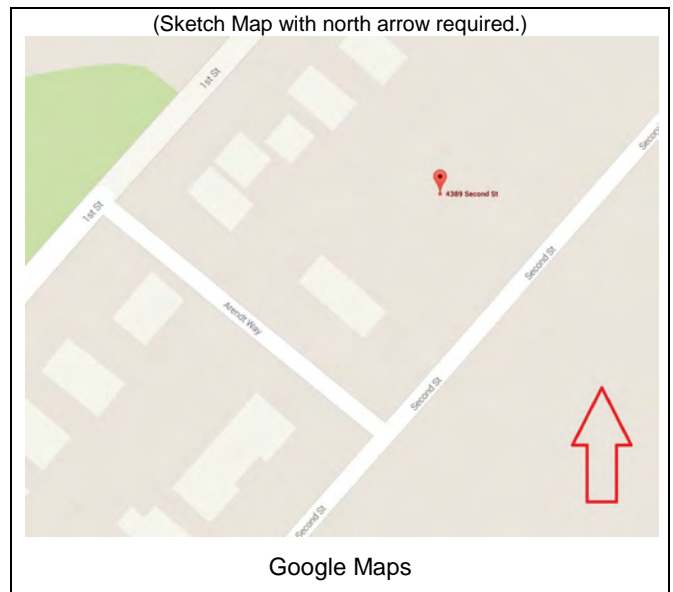 (Sketch Map with north arrow required.)
1st St
Second
4389 Second St
1st St
Second St
Arendt Way
Second St
Second St
Google Maps